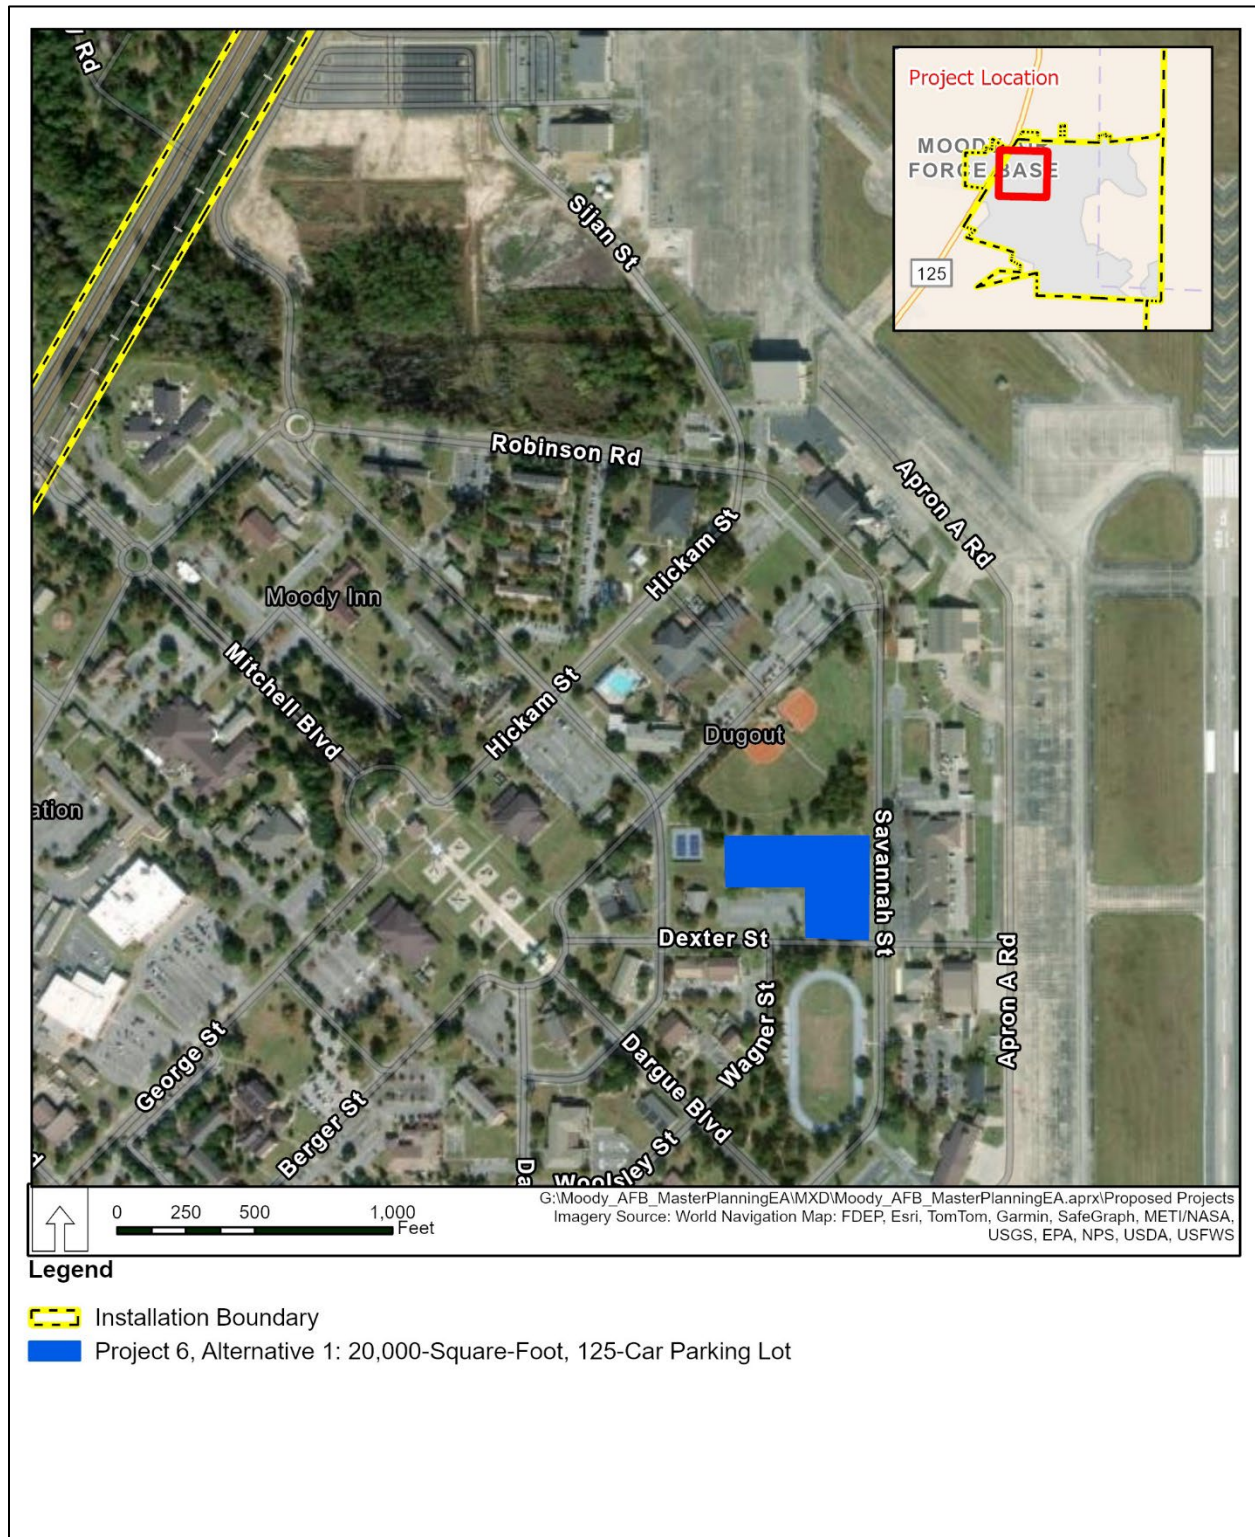 Rd
Project Location
MOODY AIR
FORCE BASE
125
Sijan St
Robinson Rd
Apron A Rd
Hickam St
Moody Inn
Mitchell Blvd
Hickam St
Dugout
ation
Savannah St
Dexter St
Wagner St
Apron A Rd
George St
Dargue Blvd
Berger St
Woolsley St
Da
0 250 500 1,000
Feet
G:\Moody_AFB_MasterPlanningEA\MXD\Moody_AFB_MasterPlanningEA.aprx\Proposed Projects
Imagery Source: World Navigation Map: FDEP, Esri, TomTom, Garmin, SafeGraph, METI/NASA,
USGS, EPA, NPS, USDA, USFWS
Legend
Installation Boundary
Project 6, Alternative 1: 20,000-Square-Foot, 125-Car Parking Lot